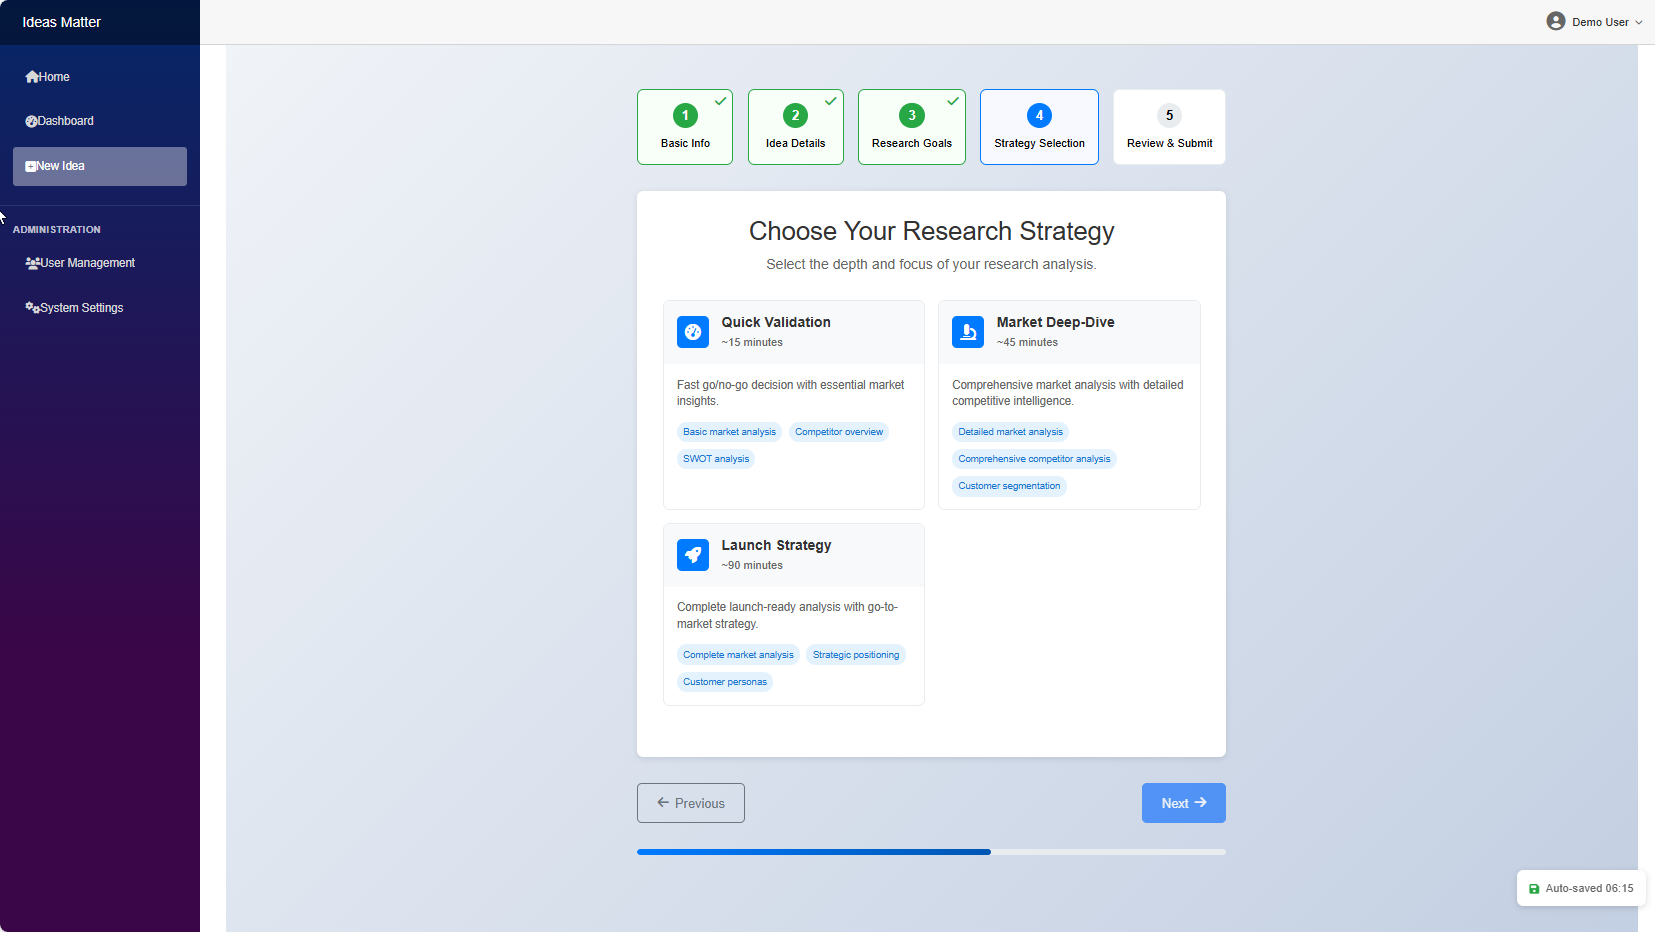 Ideas Matter
Demo User
Home
Dashboard
New Idea
ADMINISTRATION
User Management
System Settings
1
Basic Info
2
Idea Details
3
Research Goals
4
Strategy Selection
5
Review & Submit
Choose Your Research Strategy
Select the depth and focus of your research analysis.
Quick Validation
~15 minutes
Fast go/no-go decision with essential market
insights.
Basic market analysis
Competitor overview
SWOT analysis
Market Deep-Dive
~45 minutes
Comprehensive market analysis with detailed
competitive intelligence.
Detailed market analysis
Comprehensive competitor analysis
Customer segmentation
Launch Strategy
~90 minutes
Complete launch-ready analysis with go-to-
market strategy.
Complete market analysis
Strategic positioning
Customer personas
Previous
Next
Auto-saved 06:15